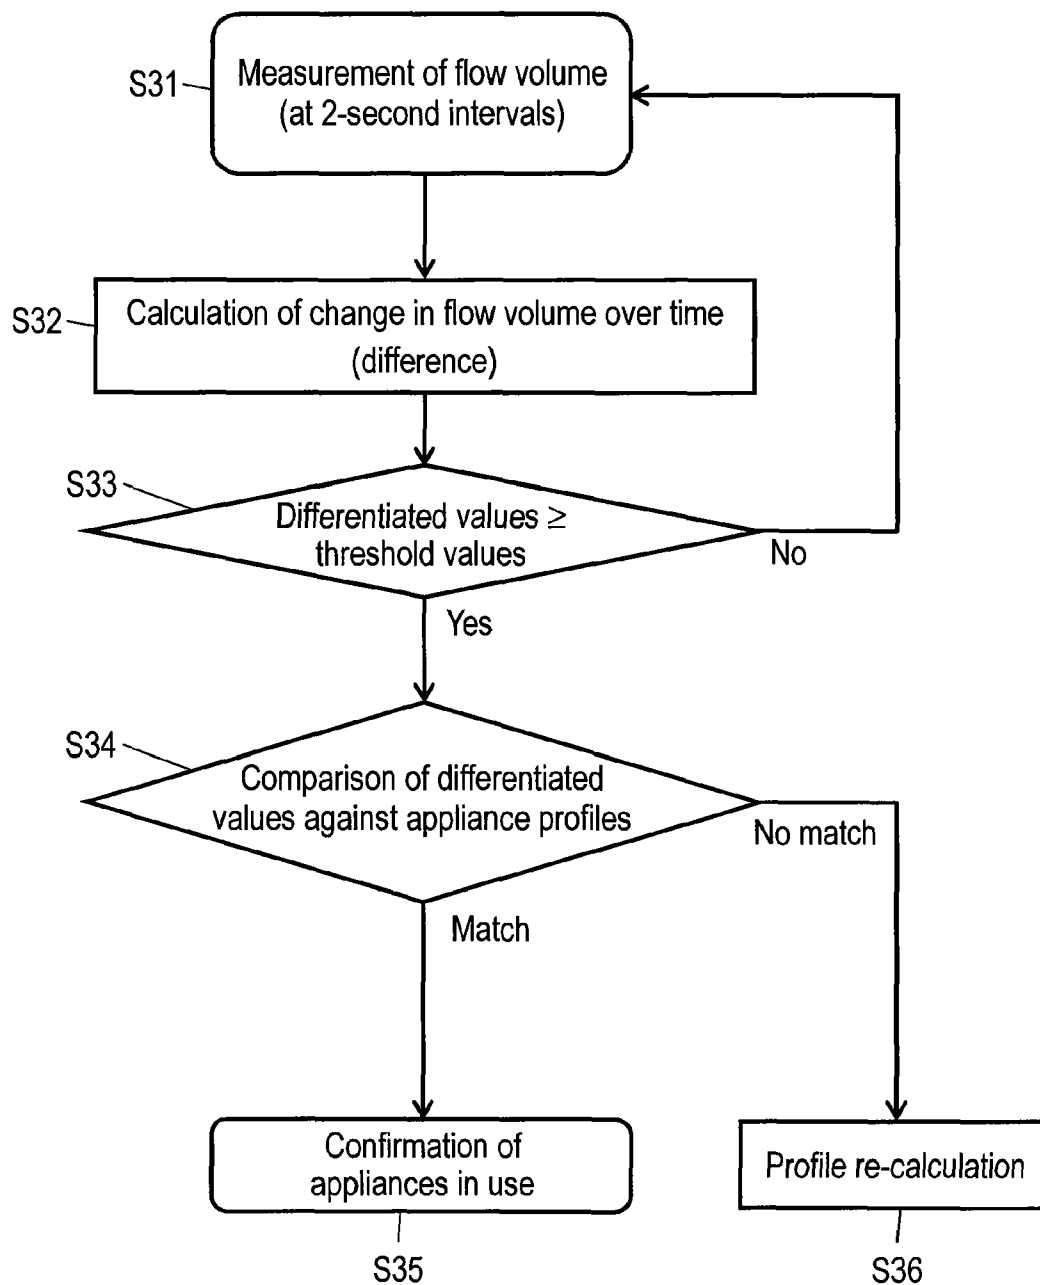 S31
Measurement of flow volume
(at 2-second intervals)
S32
Calculation of change in flow volume over time
(difference)
S33
Differentiated values ≥
threshold values
No
Yes
S34
Comparison of differentiated
values against appliance profiles
No match
Match
Confirmation of
appliances in use
Profile re-calculation
S35
S36